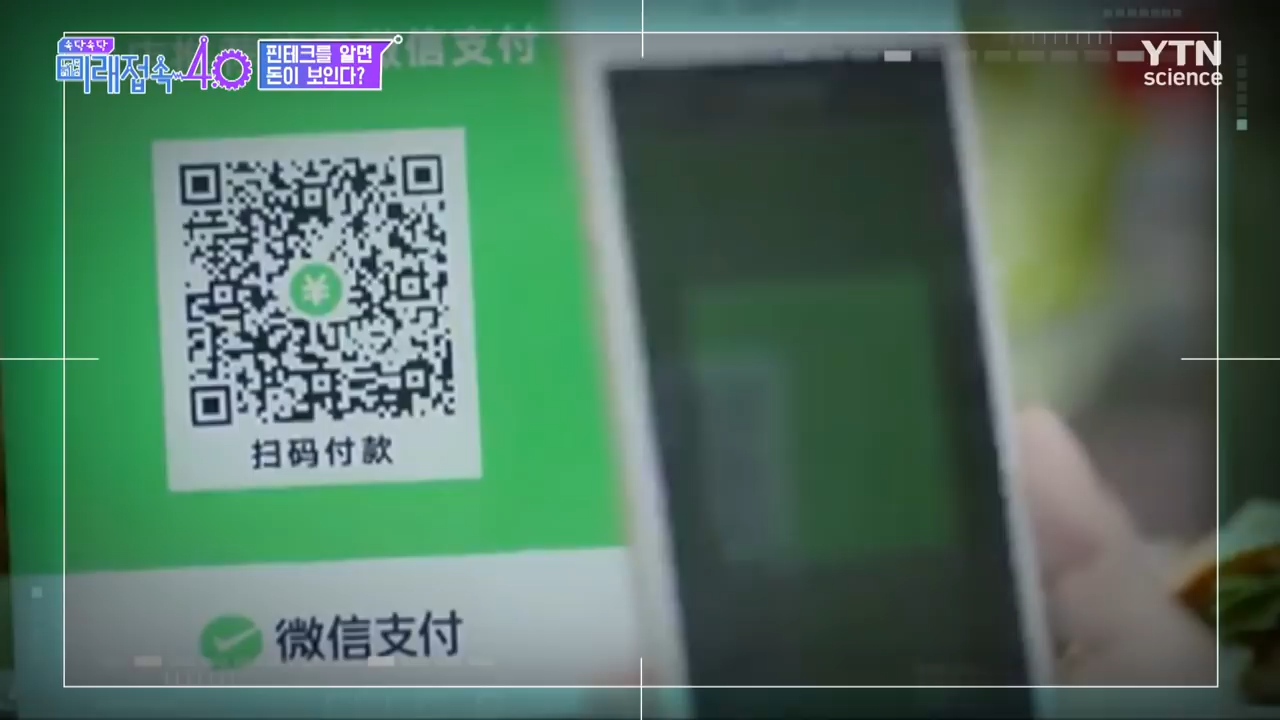 속닥속닥
미래접속 4.0
핀테크를 알면
돈이 보인다?
YTN
science
微信支付
¥
扫码付款
微信支付